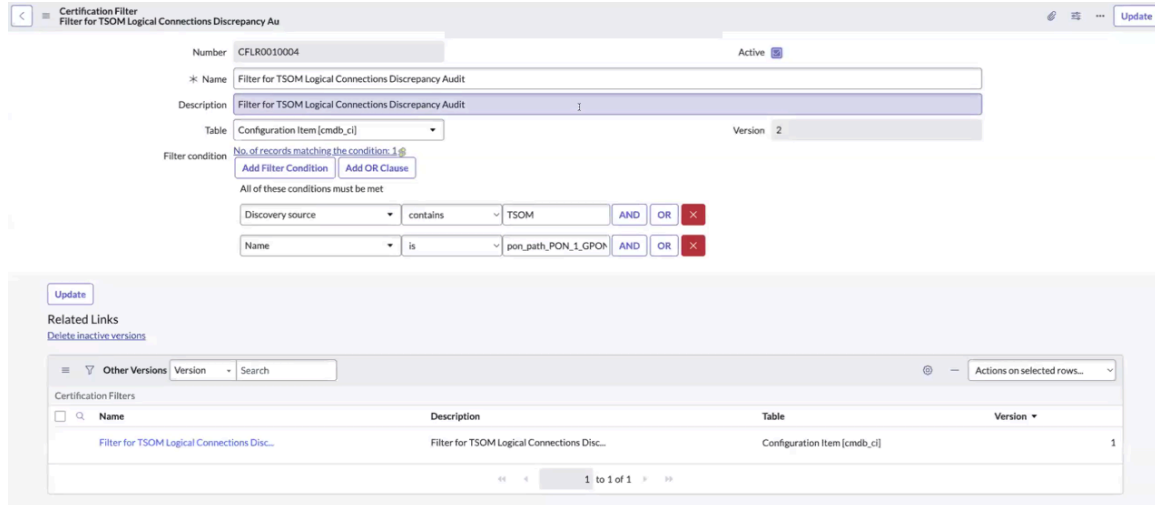 Certification Filter
Filter for TSOM Logical Connections Discrepancy Au
Update
Number CFLR0010004 Active
Name Filter for TSOM Logical Connections Discrepancy Audit
Description Filter for TSOM Logical Connections Discrepancy Audit
Table Configuration Item [cmdb_ci] Version 2
Filter condition No. of records matching the condition: 1
Add Filter Condition Add OR Clause
All of these conditions must be met
Discovery source contains TSOM AND OR
Name is pon_path_PON_1_GPON AND OR
Update
Related Links
Delete inactive versions
Other Versions Version Search Actions on selected rows...
Certification Filters
Name Description Table Version
Filter for TSOM Logical Connections Disc... Filter for TSOM Logical Connections Disc... Configuration Item [cmdb_ci] 1
1 to 1 of 1